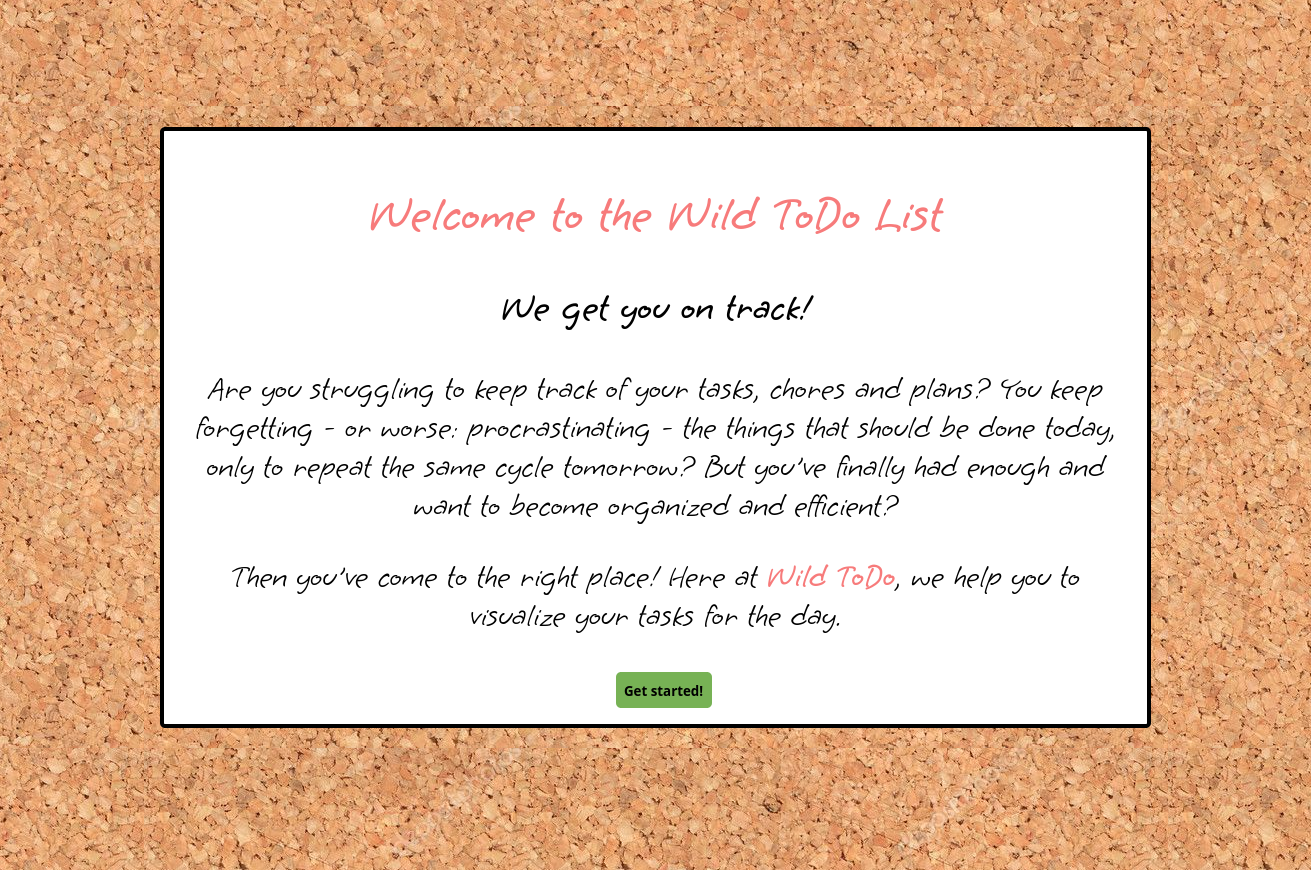 Welcome to the Wild ToDo List
We get you on track!
Are you struggling to keep track of your tasks, chores and plans? You keep
forgetting - or worse: procrastinating - the things that should be done today,
only to repeat the same cycle tomorrow? But you've finally had enough and
want to become organized and efficient?
Then you've come to the right place! Here at Wild ToDo, we help you to
visualize your tasks for the day.
Get started!